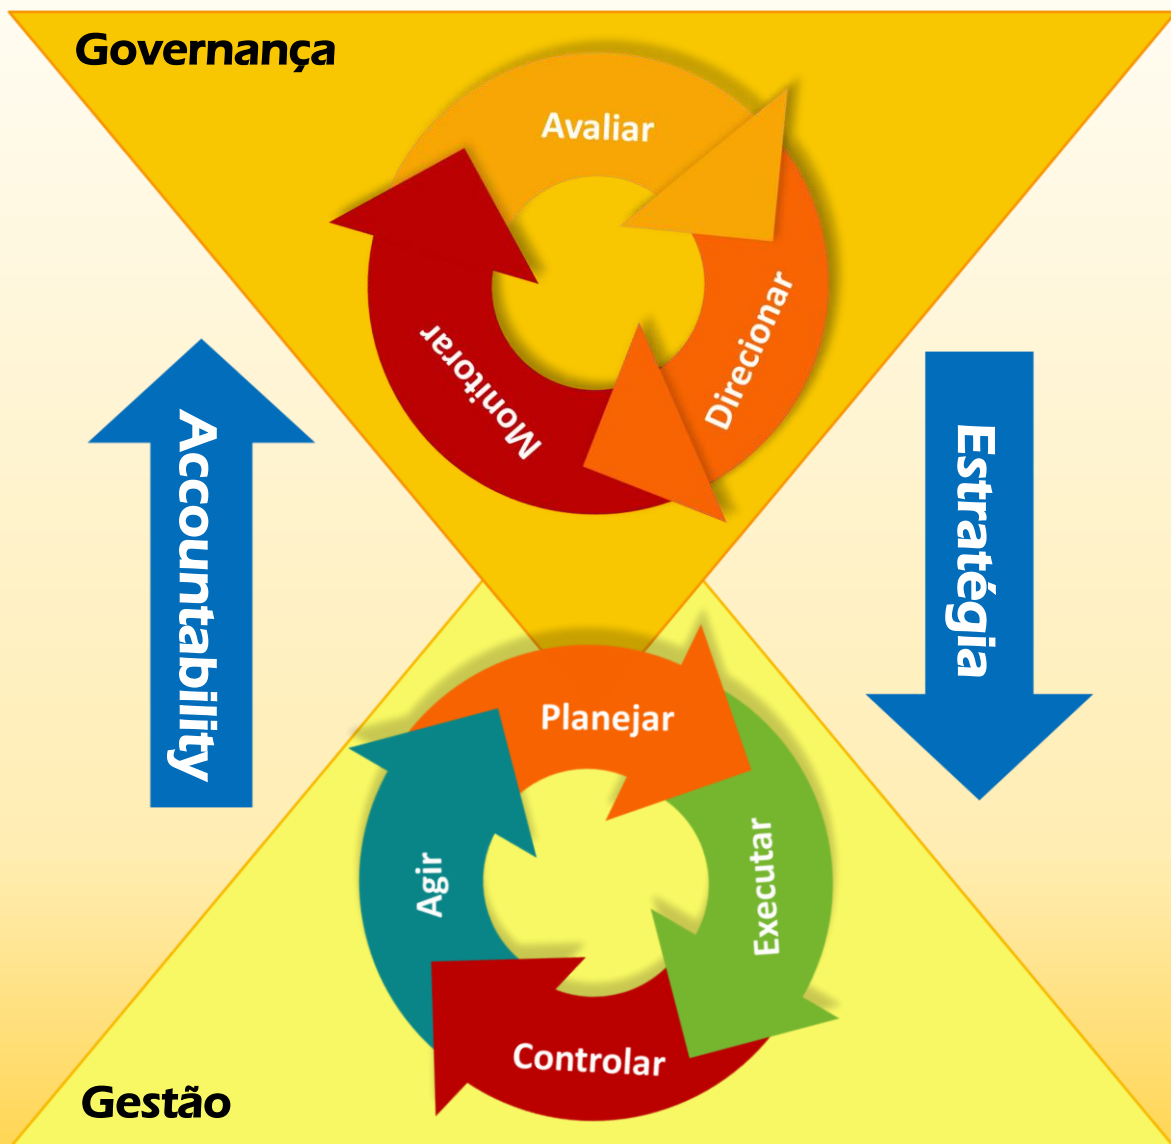 Governança
Avaliar
Direcionar
Monitorar
Accountability
Estratégia
Planejar
Executar
Controlar
Agir
Gestão